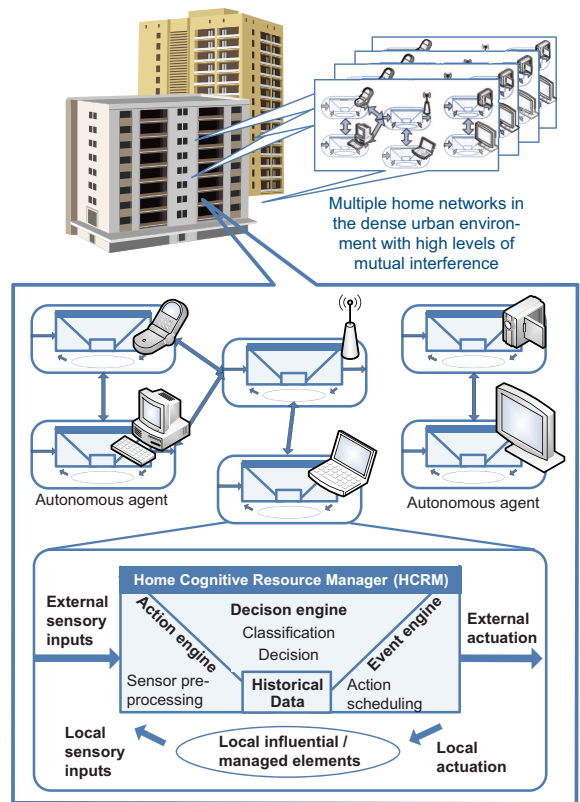 Multiple home networks in
the dense urban environ-
ment with high levels of
mutual interference
Autonomous agent
Autonomous agent
Home Cognitive Resource Manager (HCRM)
External
sensory
inputs
Action engine
Decison engine
Classification
Decision
Event engine
External
actuation
Sensor pre-
processing
Historical
Data
Action
scheduling
Local
sensory
inputs
Local influential /
managed elements
Local
actuation